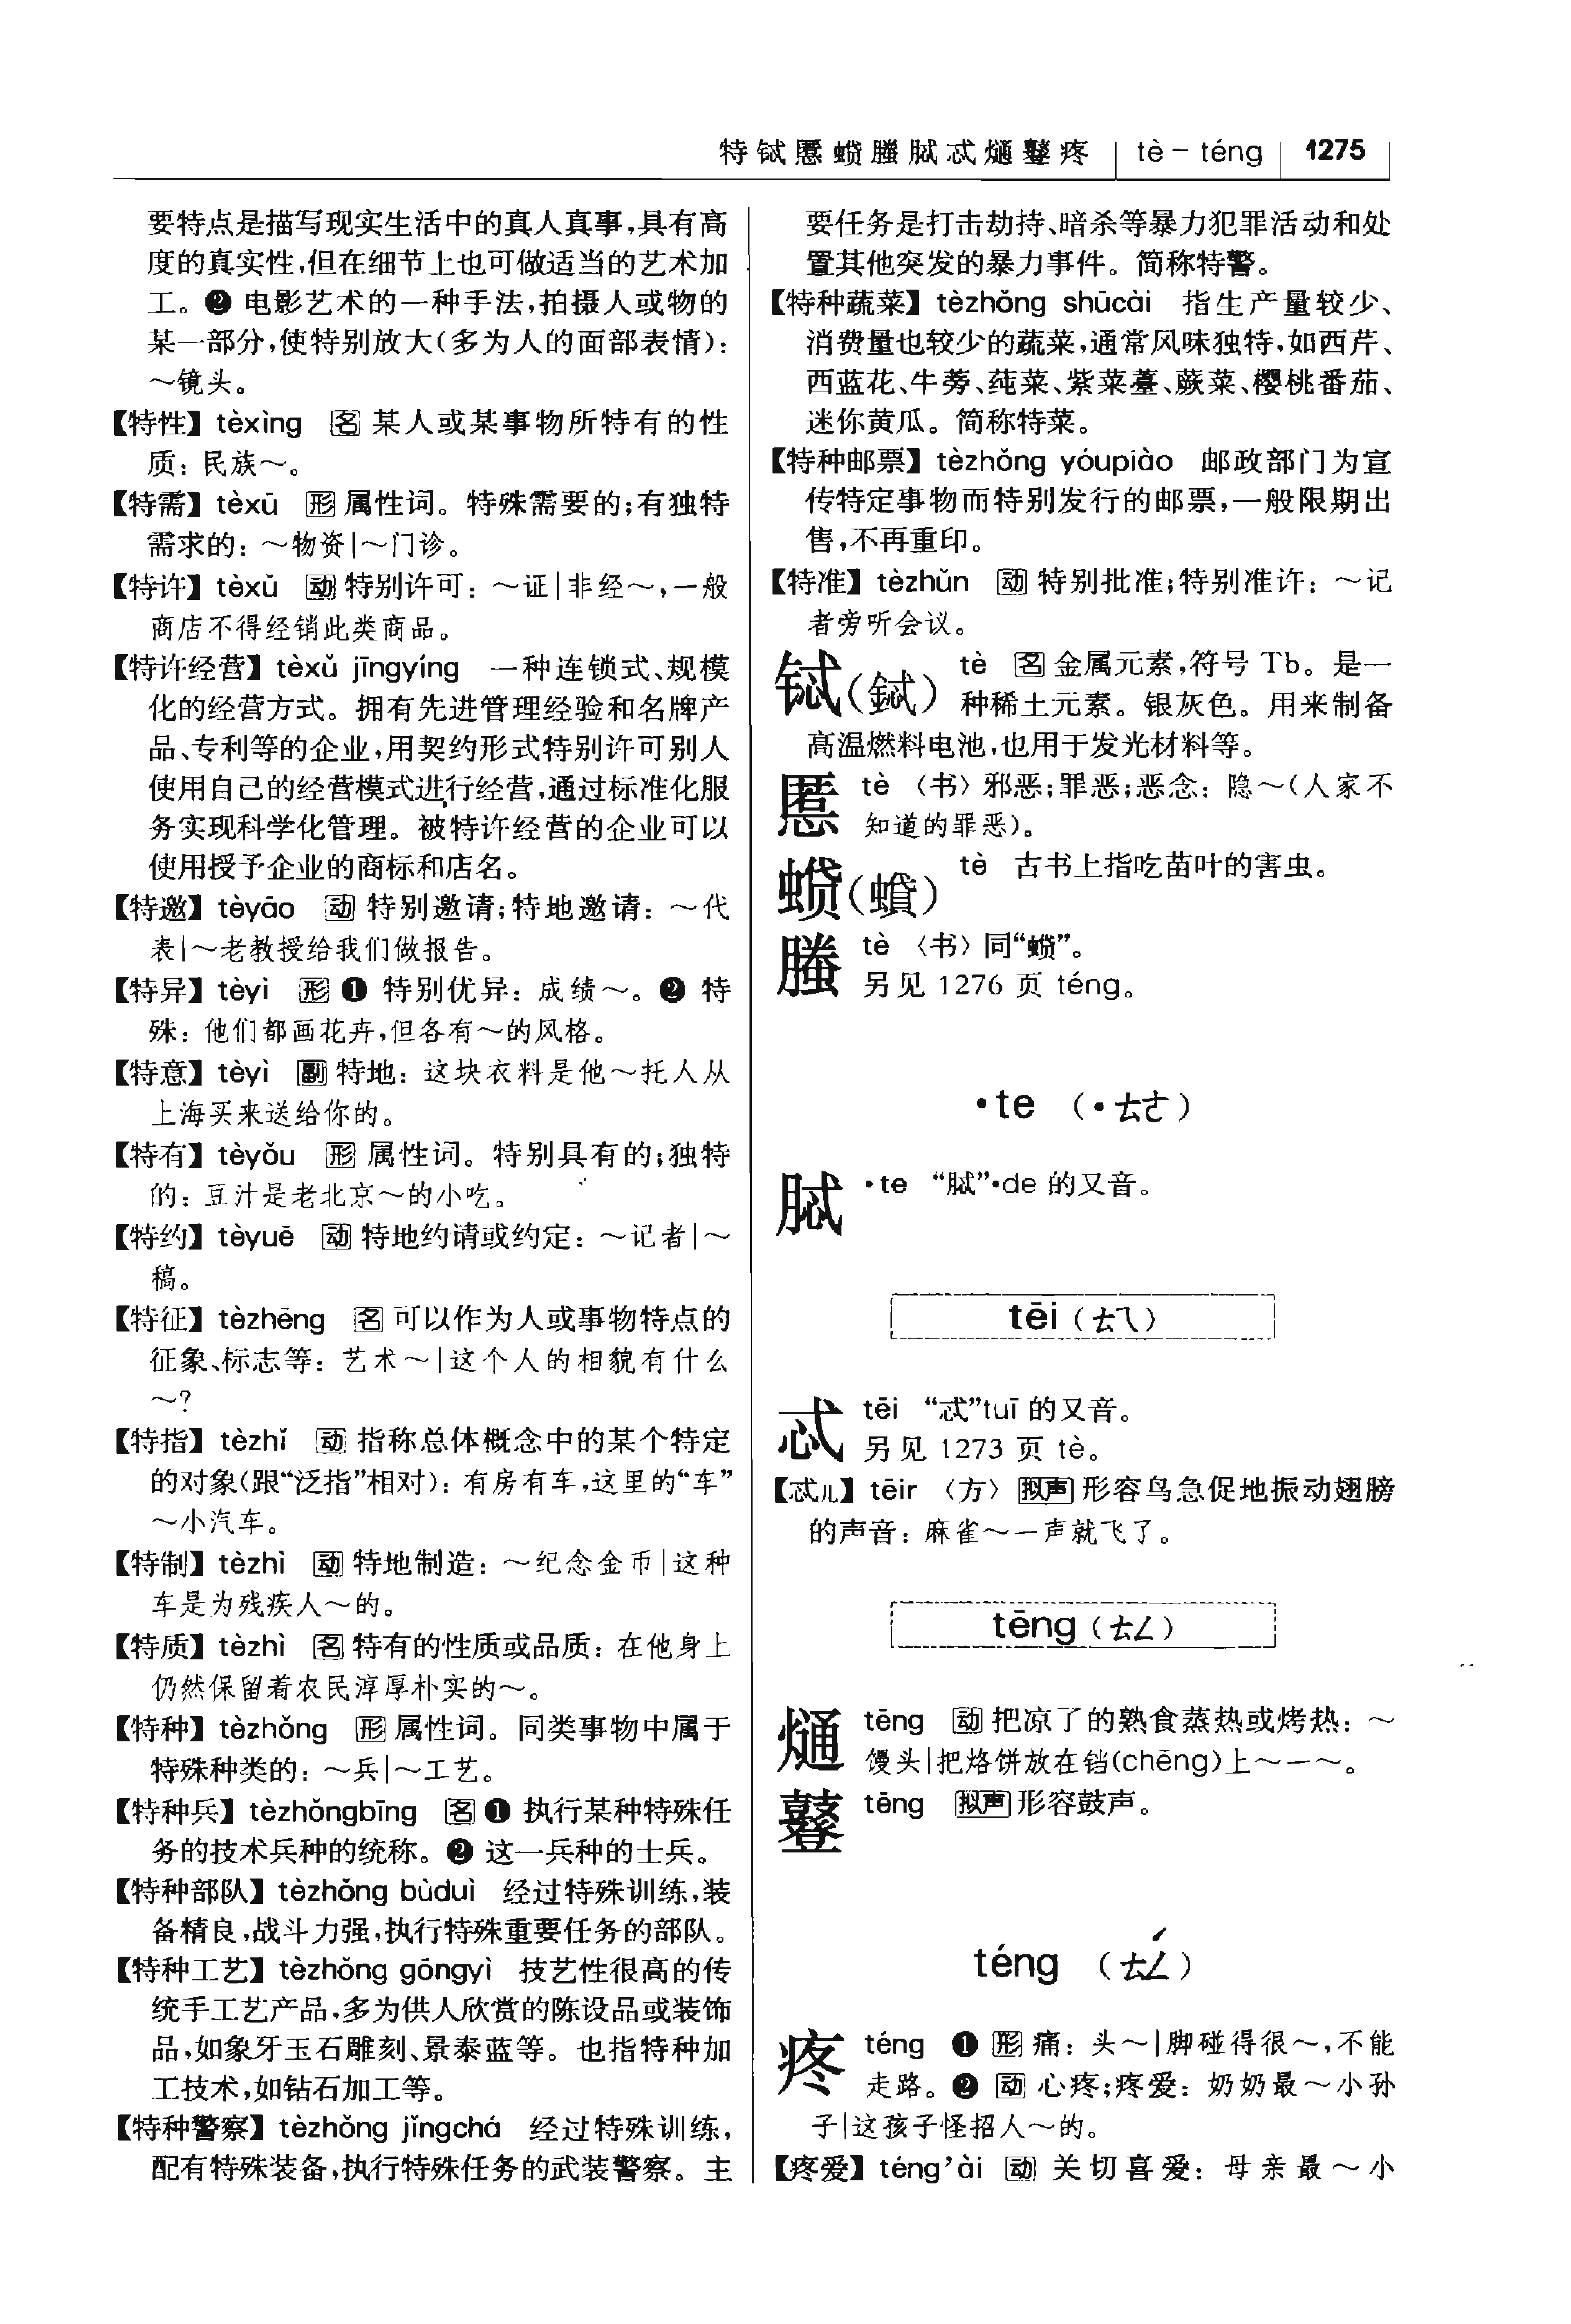 特铽慝蟘螣脦忒熥鼟疼 | tè – téng | 1275
要特点是描写现实生活中的真人真事,具有高
度的真实性,但在细节上也可做适当的艺术加
工。❷ 电影艺术的一种手法,拍摄人或物的
某一部分,使特别放大(多为人的面部表情):
～镜头。
【特性】tèxìng 名 某人或某事物所特有的性
质: 民族～。
【特需】tèxū 形 属性词。特殊需要的;有独特
需求的: ～物资|～门诊。
【特许】tèxǔ 动 特别许可: ～证|非经～,一般
商店不得经销此类商品。
【特许经营】tèxǔ jīngyíng 一种连锁式、规模
化的经营方式。拥有先进管理经验和名牌产
品、专利等的企业,用契约形式特别许可别人
使用自己的经营模式进行经营,通过标准化服
务实现科学化管理。被特许经营的企业可以
使用授予企业的商标和店名。
【特邀】tèyāo 动 特别邀请;特地邀请: ～代
表|～老教授给我们做报告。
【特异】tèyì 形 ❶ 特别优异: 成绩～。❷ 特
殊: 他们都画花卉,但各有～的风格。
【特意】tèyì 副 特地: 这块衣料是他～托人从
上海买来送给你的。
【特有】tèyǒu 形 属性词。特别具有的;独特
的: 豆汁是老北京～的小吃。
【特约】tèyuē 动 特地约请或约定: ～记者|～
稿。
【特征】tèzhēng 名 可以作为人或事物特点的
征象、标志等: 艺术～|这个人的相貌有什么
～?
【特指】tèzhǐ 动 指称总体概念中的某个特定
的对象(跟“泛指”相对): 有房有车,这里的“车”
～小汽车。
【特制】tèzhì 动 特地制造: ～纪念金币|这种
车是为残疾人～的。
【特质】tèzhì 名 特有的性质或品质: 在他身上
仍然保留着农民淳厚朴实的～。
【特种】tèzhǒng 形 属性词。同类事物中属于
特殊种类的: ～兵|～工艺。
【特种兵】tèzhǒngbīng 名 ❶ 执行某种特殊任
务的技术兵种的统称。❷ 这一兵种的士兵。
【特种部队】tèzhǒng bùduì 经过特殊训练,装
备精良,战斗力强,执行特殊重要任务的部队。
【特种工艺】tèzhǒng gōngyì 技艺性很高的传
统手工艺产品,多为供人欣赏的陈设品或装饰
品,如象牙玉石雕刻、景泰蓝等。也指特种加
工技术,如钻石加工等。
【特种警察】tèzhǒng jǐngchá 经过特殊训练,
配有特殊装备,执行特殊任务的武装警察。主
要任务是打击劫持、暗杀等暴力犯罪活动和处
置其他突发的暴力事件。简称特警。
【特种蔬菜】tèzhǒng shūcài 指生产量较少、
消费量也较少的蔬菜,通常风味独特,如西芹、
西蓝花、牛蒡、莼菜、紫菜薹、蕨菜、樱桃番茄、
迷你黄瓜。简称特菜。
【特种邮票】tèzhǒng yóupiào 邮政部门为宣
传特定事物而特别发行的邮票,一般限期出
售,不再重印。
【特准】tèzhǔn 动 特别批准;特别准许: ～记
者旁听会议。
铽(鋱) tè 名 金属元素,符号 Tb。是一
种稀土元素。银灰色。用来制备
高温燃料电池,也用于发光材料等。
慝 tè 〈书〉邪恶;罪恶;恶念: 隐～(人家不
知道的罪恶)。
蟘(蟘) tè 古书上指吃苗叶的害虫。
螣 tè 〈书〉同“蟘”。
另见 1276 页 téng。
•te (•ㄊㄜ)
脦 •te “脦”•de 的又音。
tēi (ㄊㄟ)
忒 tēi “忒”tuī 的又音。
另见 1273 页 tè。
【忒儿】tēir 〈方〉 拟声 形容鸟急促地振动翅膀
的声音: 麻雀～一声就飞了。
tēng (ㄊㄥ)
熥 tēng 动 把凉了的熟食蒸热或烤热: ～
馒头|把烙饼放在铛(chēng)上～一～。
鼟 tēng 拟声 形容鼓声。
téng (ㄊㄥˊ)
疼 téng ❶ 形 痛: 头～|脚碰得很～,不能
走路。❷ 动 心疼;疼爱: 奶奶最～小孙
子|这孩子怪招人～的。
【疼爱】téng’ài 动 关切喜爱: 母亲最～小